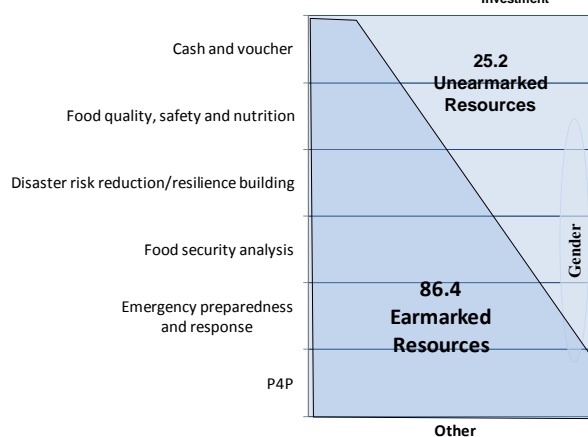 Investment
Cash and voucher
25.2
Unearmarked
Resources
Food quality, safety and nutrition
Disaster risk reduction/resilience building
Food security analysis
Gender
Emergency preparedness
and response
86.4
Earmarked
Resources
P4P
Other